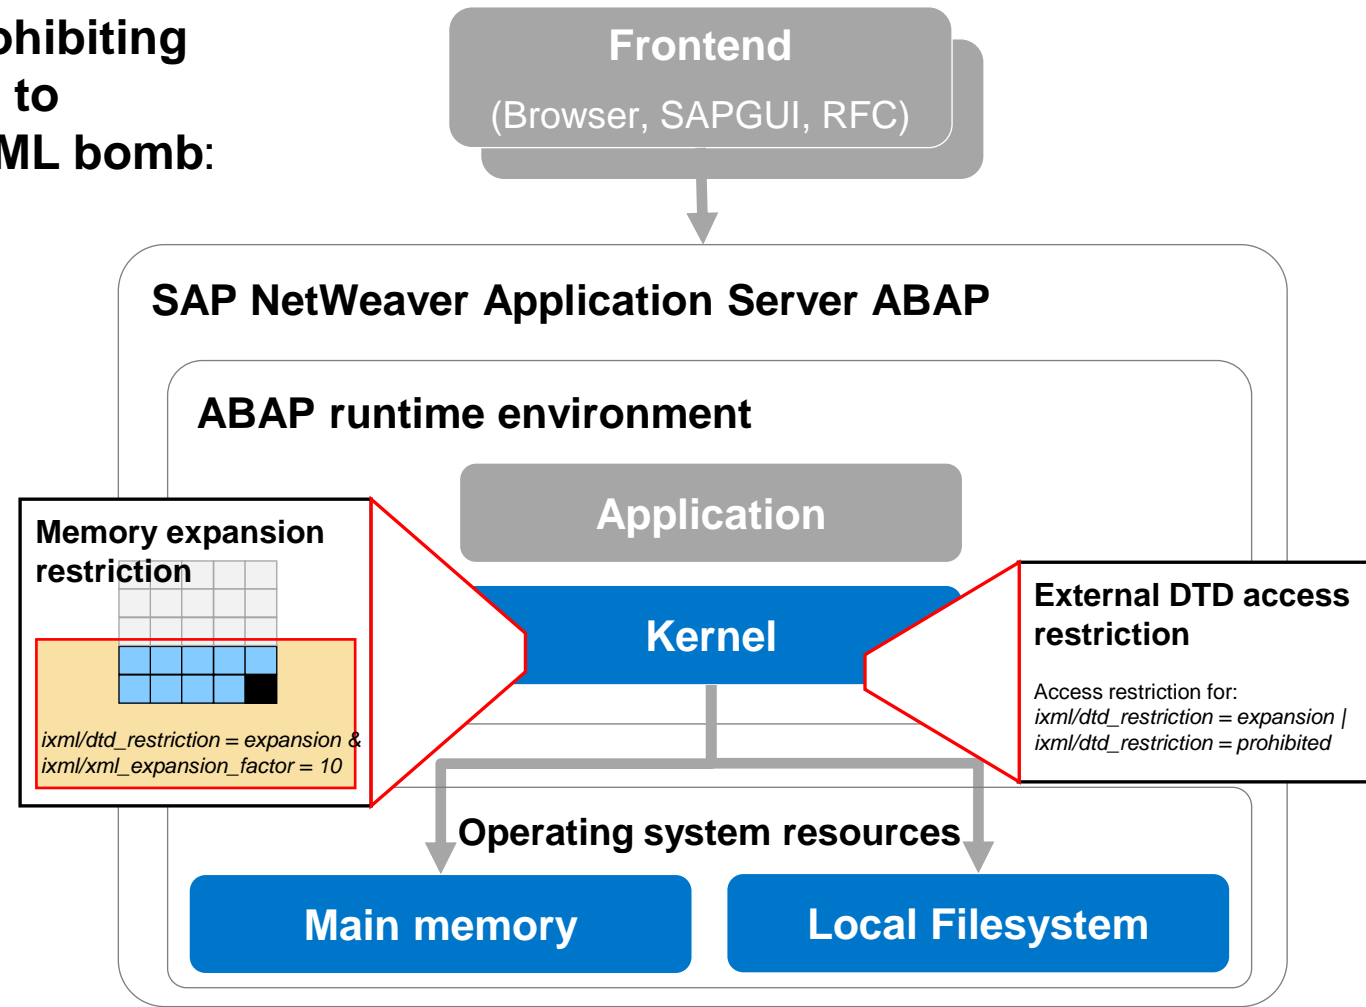 ohibiting
to
ML bomb:
Frontend
(Browser, SAPGUI, RFC)
SAP NetWeaver Application Server ABAP
ABAP runtime environment
Application
Memory expansion
restriction
ixml/dtd_restriction = expansion &
ixml/xml_expansion_factor = 10
Kernel
External DTD access
restriction
Access restriction for:
ixml/dtd_restriction = expansion |
ixml/dtd_restriction = prohibited
Operating system resources
Main memory
Local Filesystem